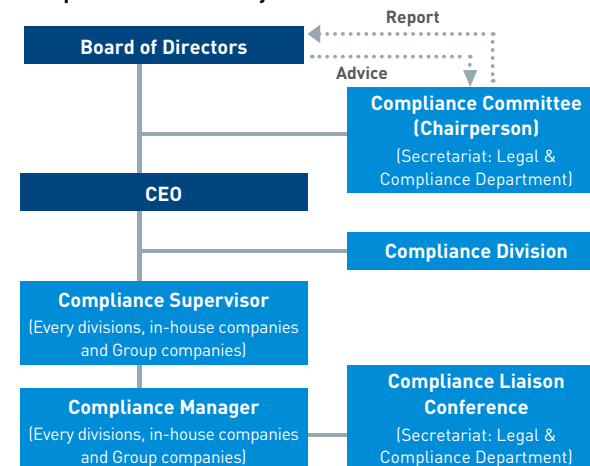 Report
Board of Directors
Advice
Compliance Committee
(Chairperson)
(Secretariat: Legal &
Compliance Department)
CEO
Compliance Division
Compliance Supervisor
(Every divisions, in-house companies
and Group companies)
Compliance Manager
(Every divisions, in-house companies
and Group companies)
Compliance Liaison
Conference
(Secretariat: Legal &
Compliance Department)